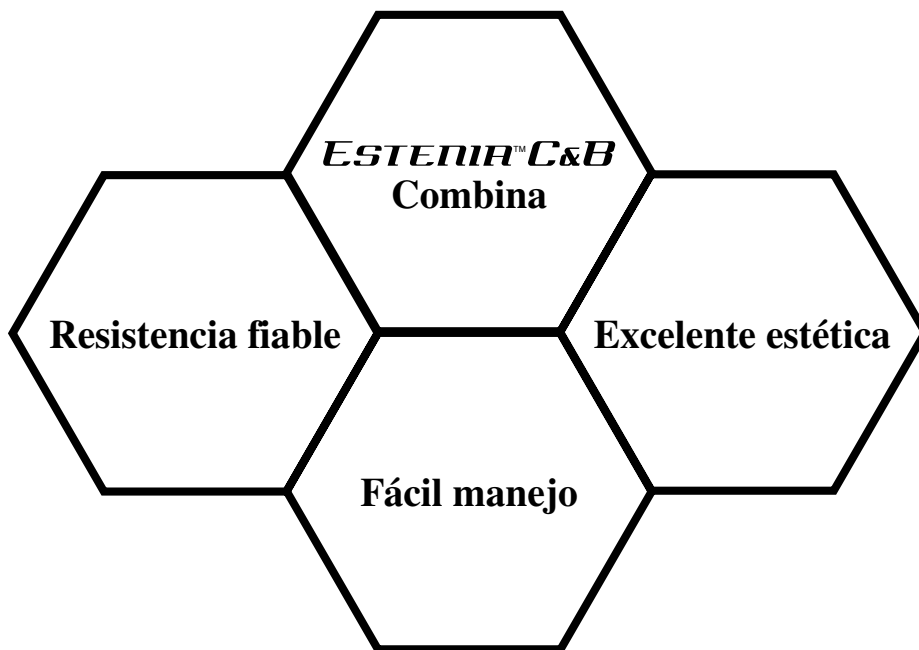 ESTENIA™ C&B
Combina
Resistencia fiable
Excelente estética
Fácil manejo